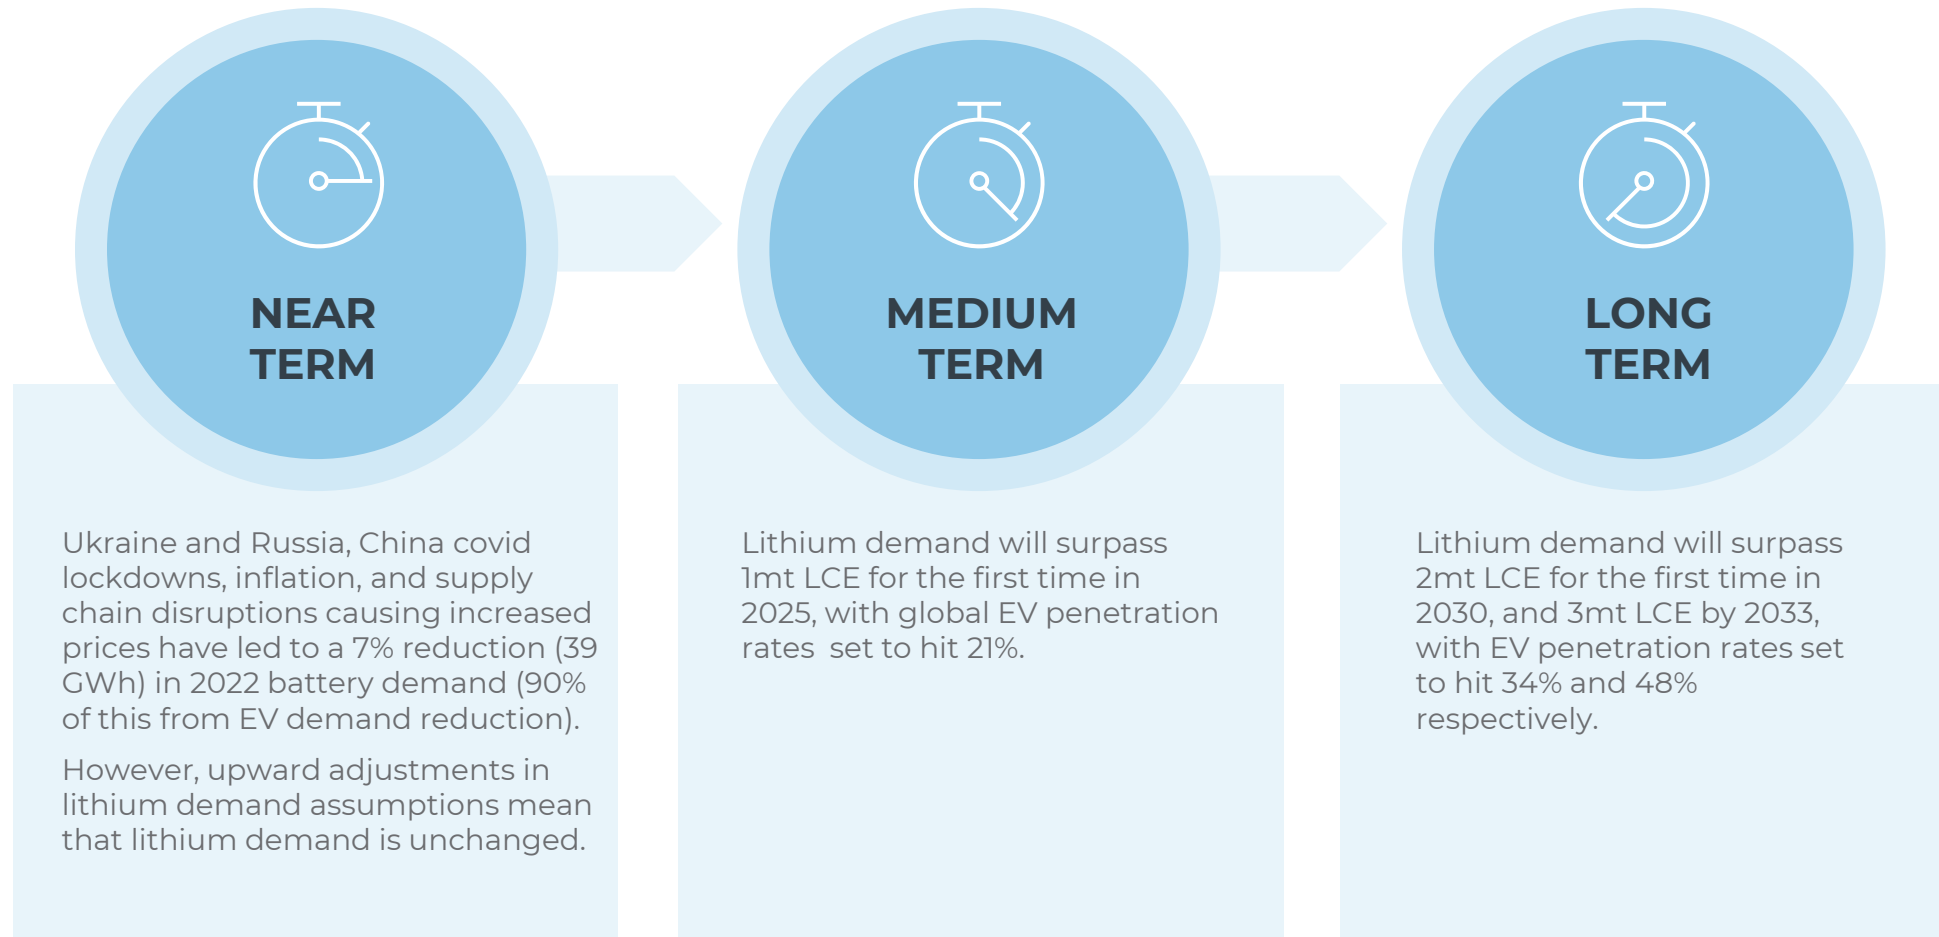 NEAR
TERM
Ukraine and Russia, China covid
lockdowns, inflation, and supply
chain disruptions causing increased
prices have led to a 7% reduction (39
GWh) in 2022 battery demand (90%
of this from EV demand reduction).
However, upward adjustments in
lithium demand assumptions mean
that lithium demand is unchanged.
MEDIUM
TERM
Lithium demand will surpass
1mt LCE for the first time in
2025, with global EV penetration
rates  set to hit 21%.
LONG
TERM
Lithium demand will surpass
2mt LCE for the first time in
2030, and 3mt LCE by 2033,
with EV penetration rates set
to hit 34% and 48%
respectively.